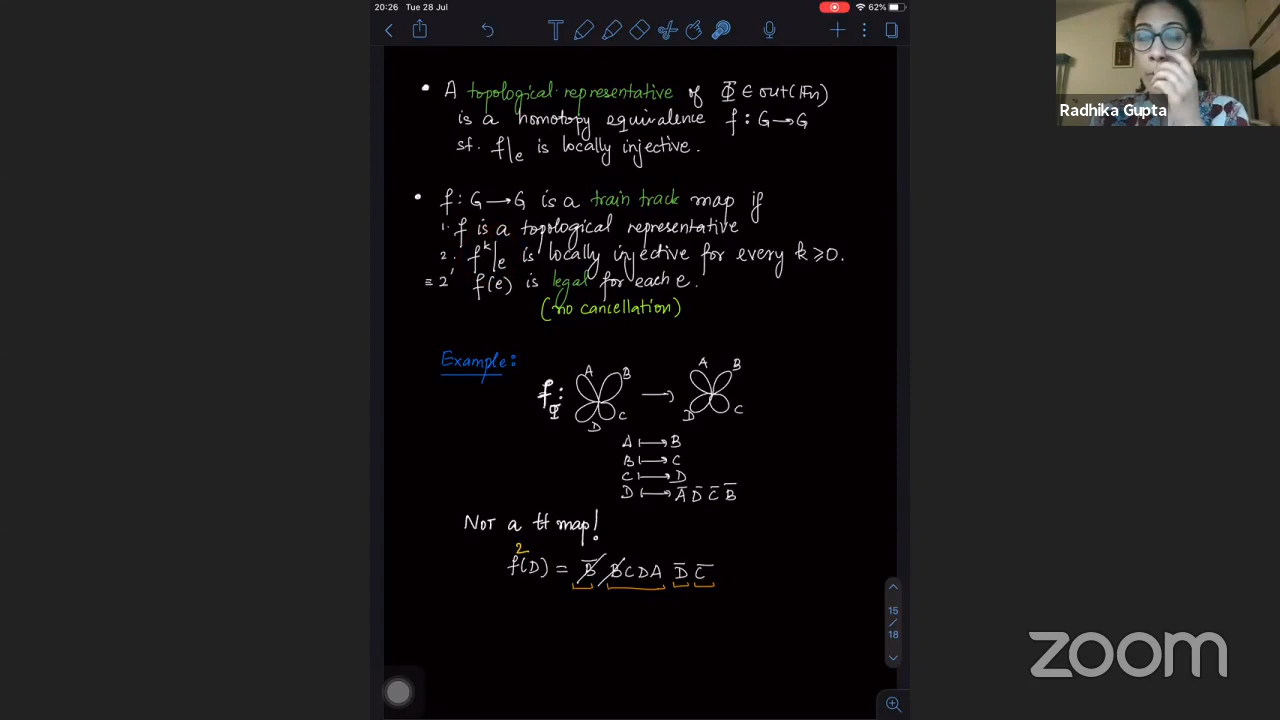 20:26 Tue 28 Jul
62%
• A topological representative of Φ ∈ Out(Fn)
is a homotopy equivalence f : G → G
st. f|e is locally injective.
• f : G → G is a train track map if
1. f is a topological representative
2. f^k|e is locally injective for every k ≥ 0.
≡ 2' f(e) is legal for each e.
(no cancellation)
Example:
f_Φ : A B C D → A B C D
A ↦ B
B ↦ C
C ↦ D
D ↦ A̅ D̅ C̅ B̅
NOT a tt map!
f²(D) = B̅ B C D A D̅ C̅
15
/
18
Radhika Gupta
zoom